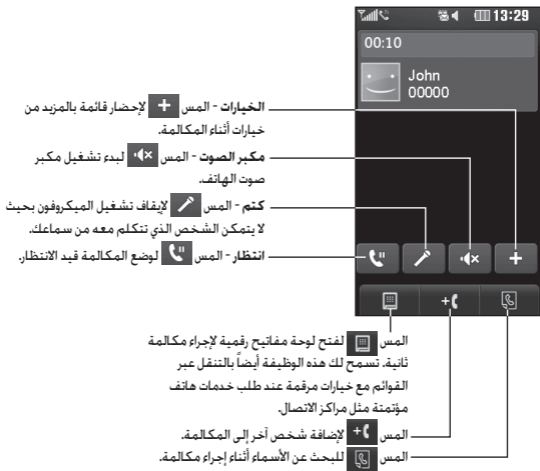 13:29
00:10
John
00000
الخيارات - المس لإحضار قائمة بالمزيد من
خيارات أثناء المكالمة.
مكبر الصوت - المس لبدء تشغيل مكبر
صوت الهاتف.
كتم - المس لإيقاف تشغيل الميكروفون بحيث
لا يتمكن الشخص الذي تتكلم معه من سماعك.
انتظار - المس لوضع المكالمة قيد الانتظار.
المس لفتح لوحة مفاتيح رقمية لإجراء مكالمة
ثانية. تسمح لك هذه الوظيفة أيضاً بالتنقل عبر
القوائم مع خيارات مرقمة عند طلب خدمات هاتف
مؤتمتة مثل مراكز الاتصال.
المس لإضافة شخص آخر إلى المكالمة.
المس للبحث عن الأسماء أثناء إجراء مكالمة.